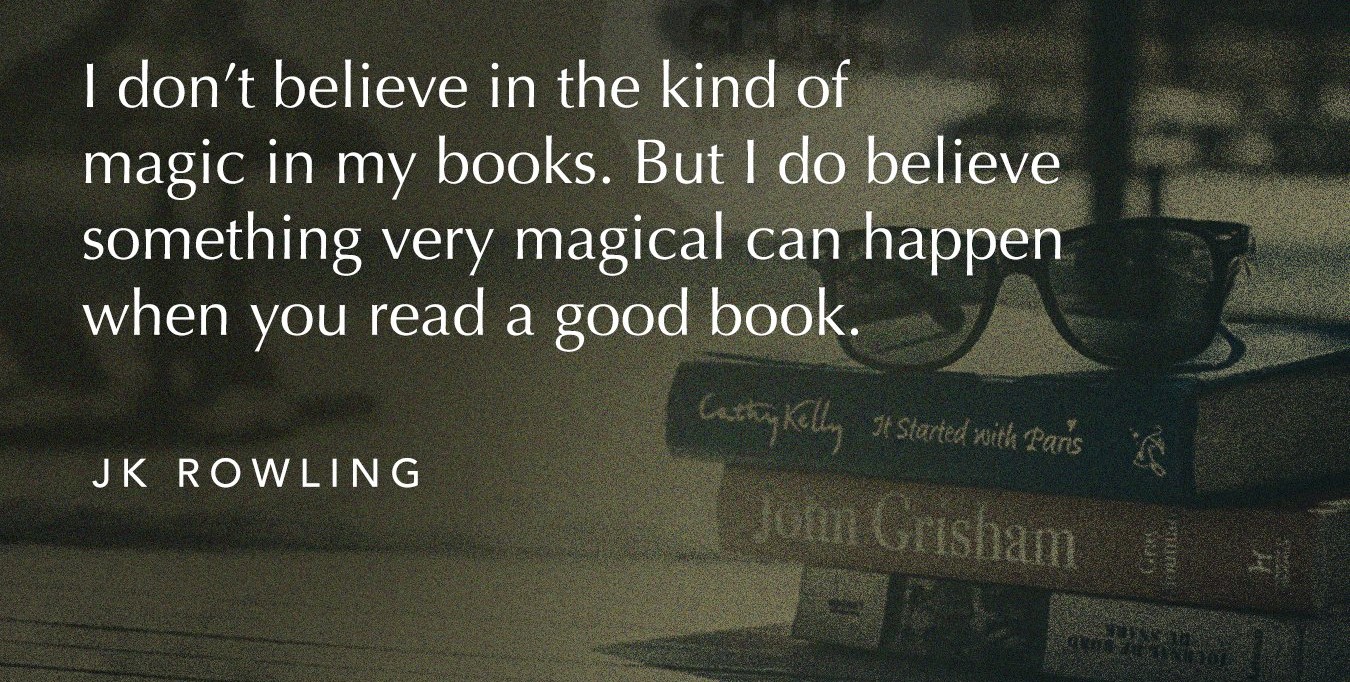 I don’t believe in the kind of
magic in my books. But I do believe
something very magical can happen
when you read a good book.
JK ROWLING
Cathy Kelly It Started with Paris
John Grisham